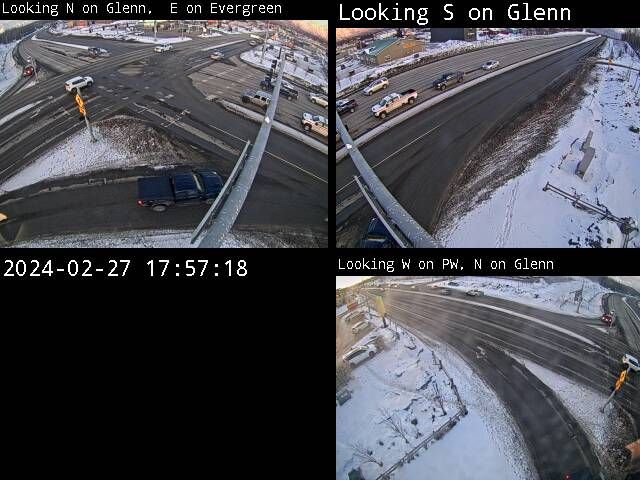 Looking N on Glenn,  E on Evergreen
Looking S on Glenn
2024-02-27 17:57:18
Looking W on PW, N on Glenn